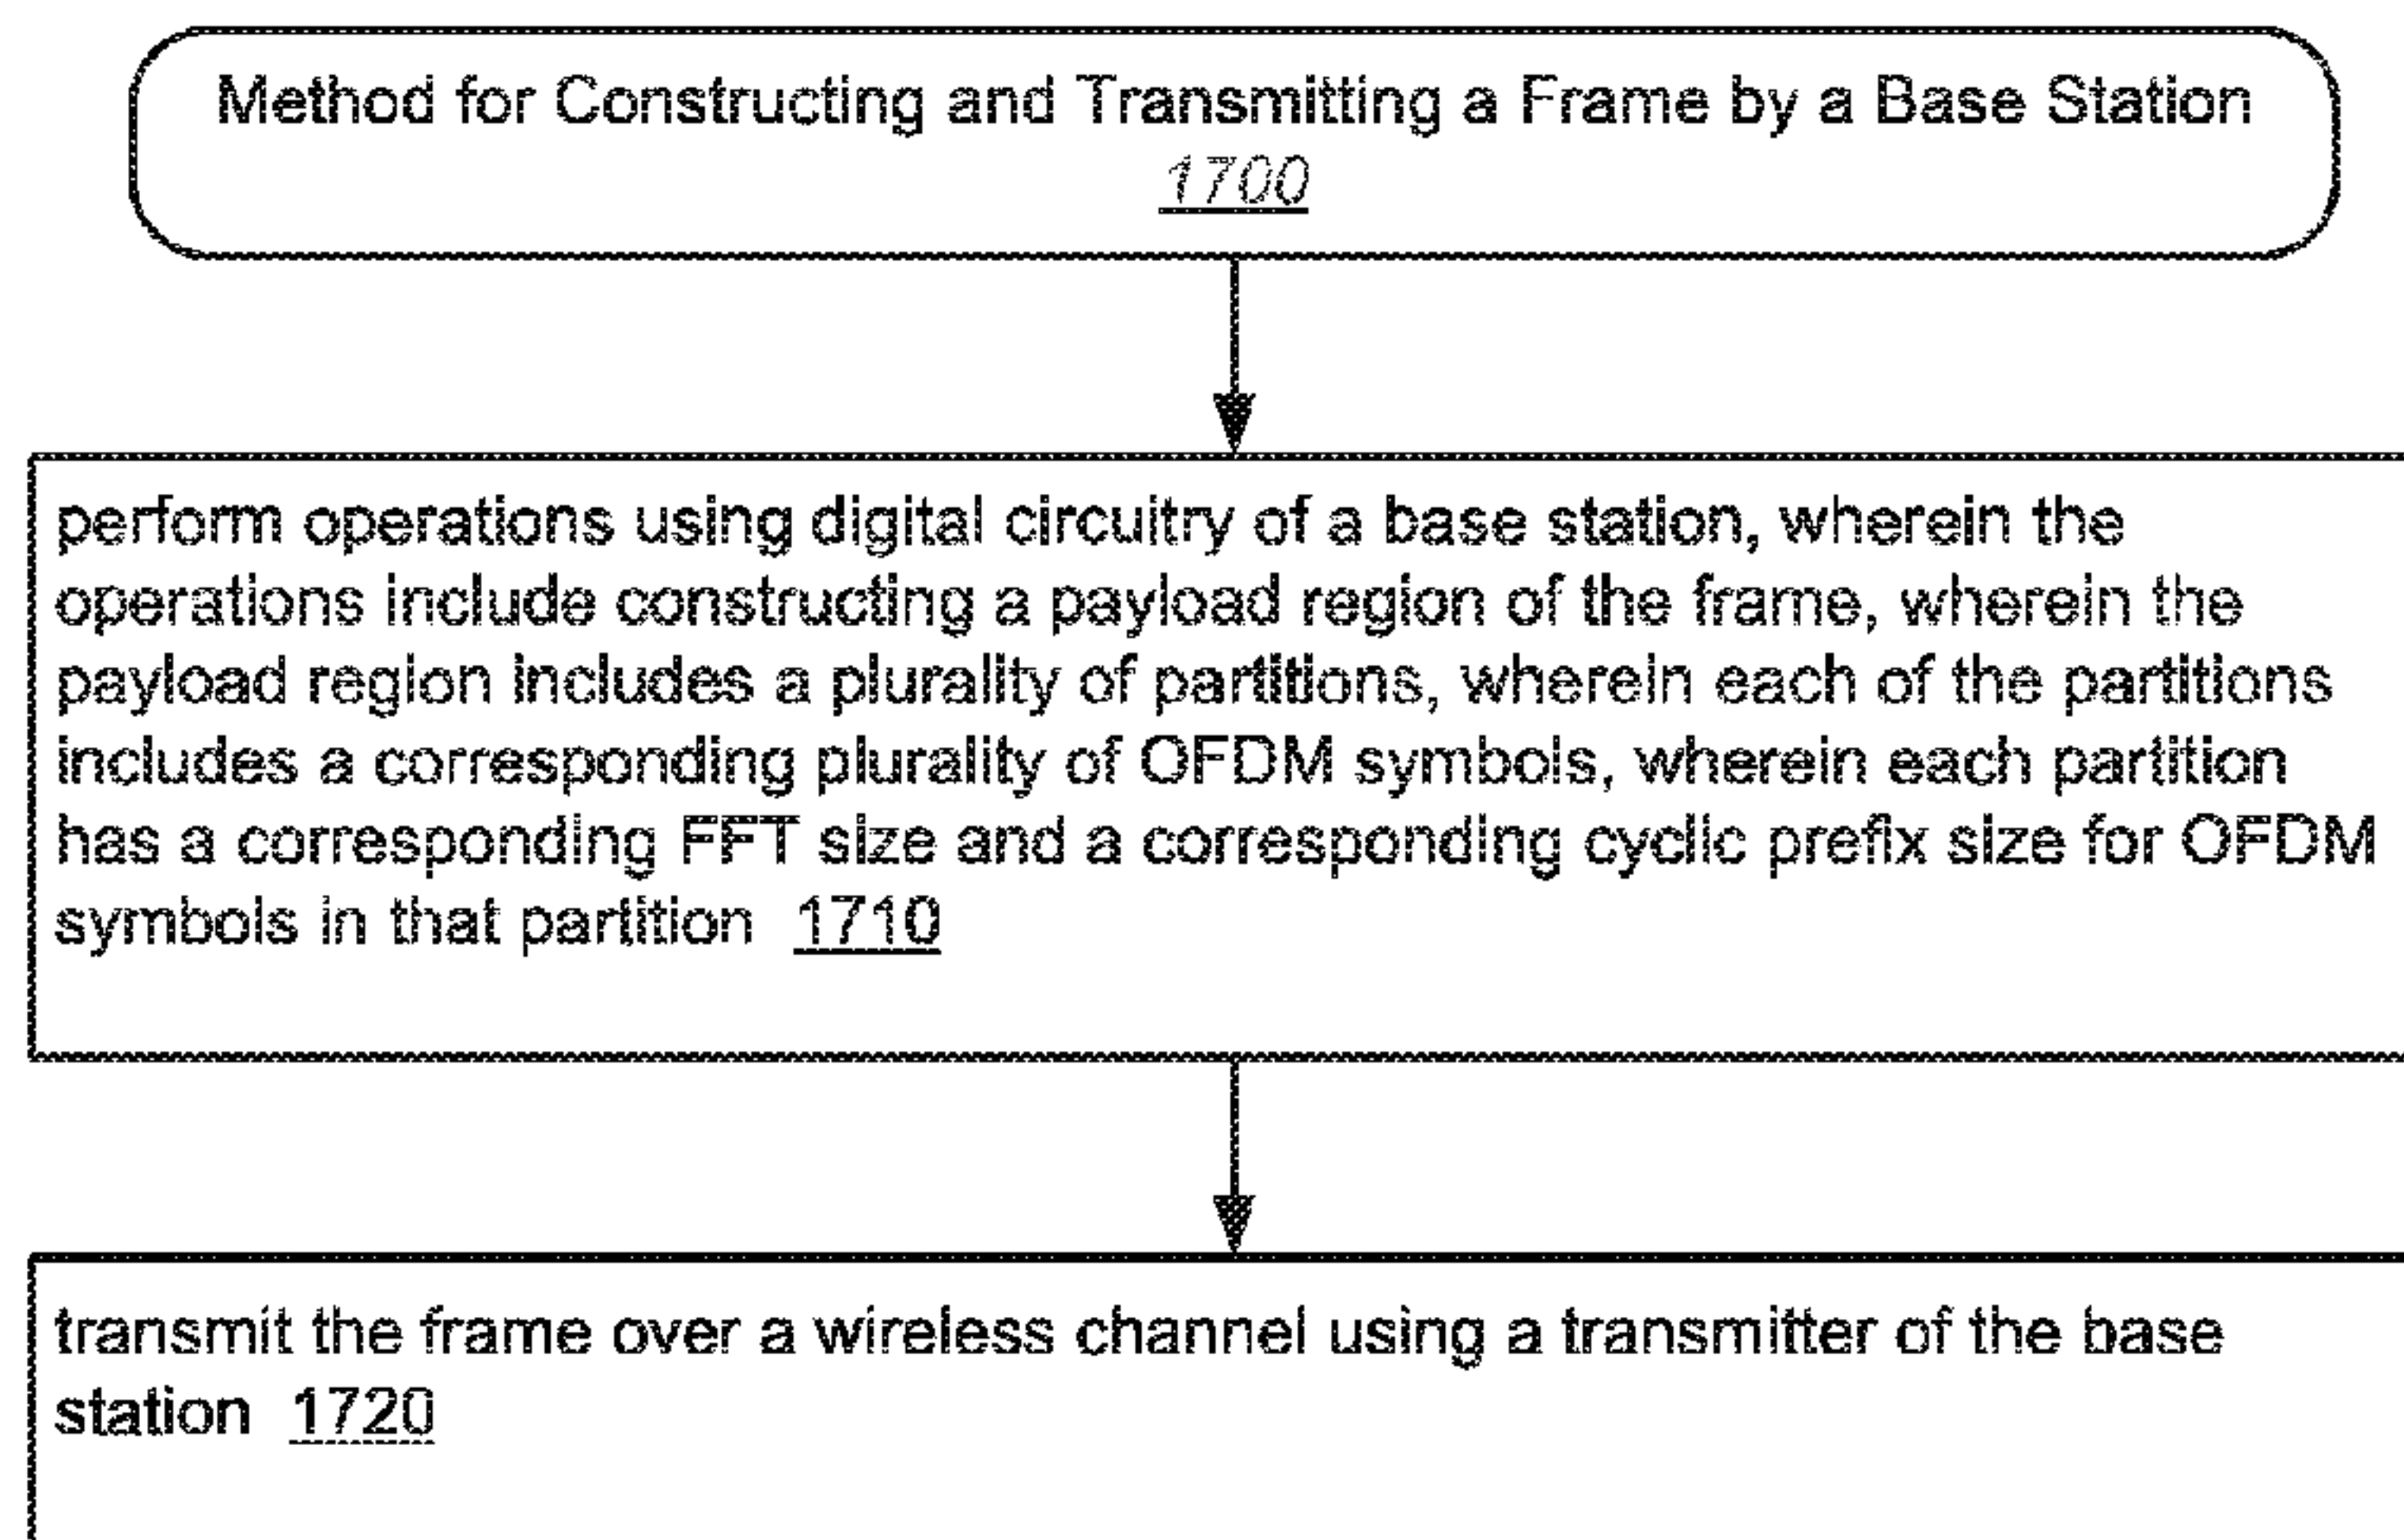 Method for Constructing and Transmitting a Frame by a Base Station
1700
perform operations using digital circuitry of a base station, wherein the
operations include constructing a payload region of the frame, wherein the
payload region includes a plurality of partitions, wherein each of the partitions
includes a corresponding plurality of OFDM symbols, wherein each partition
has a corresponding FFT size and a corresponding cyclic prefix size for OFDM
symbols in that partition 1710
transmit the frame over a wireless channel using a transmitter of the base
station 1720